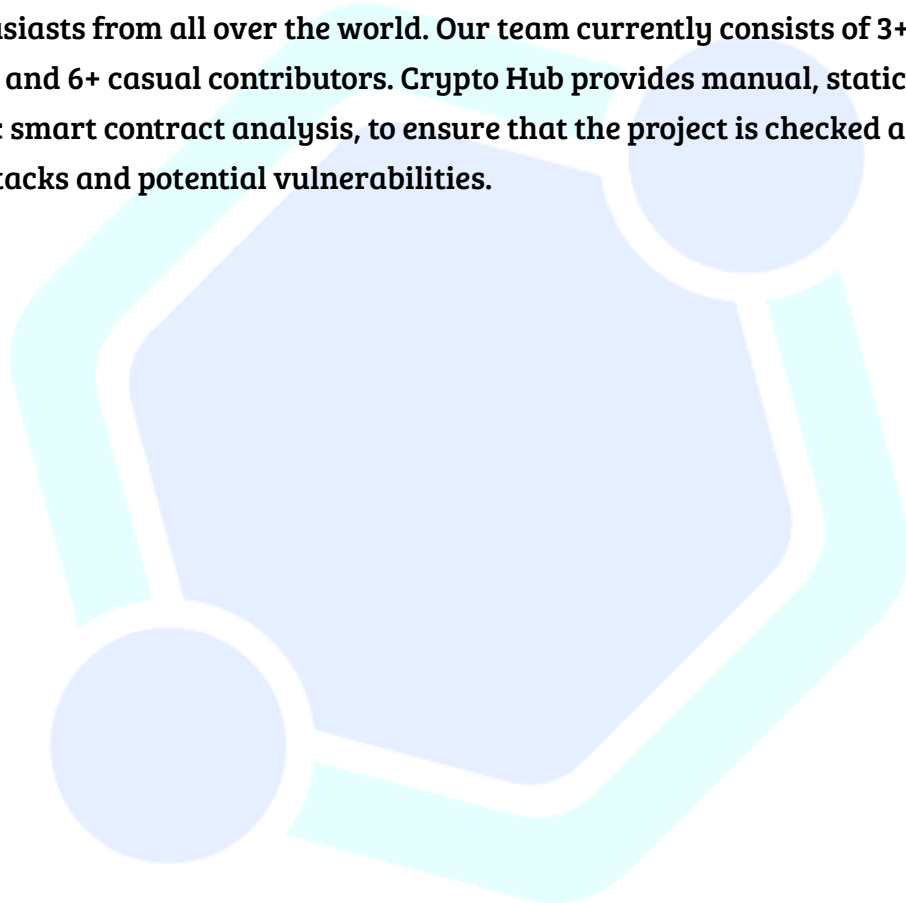 usiasts from all over the world. Our team currently consists of 3+
and 6+ casual contributors. Crypto Hub provides manual, static
smart contract analysis, to ensure that the project is checked a
tacks and potential vulnerabilities.